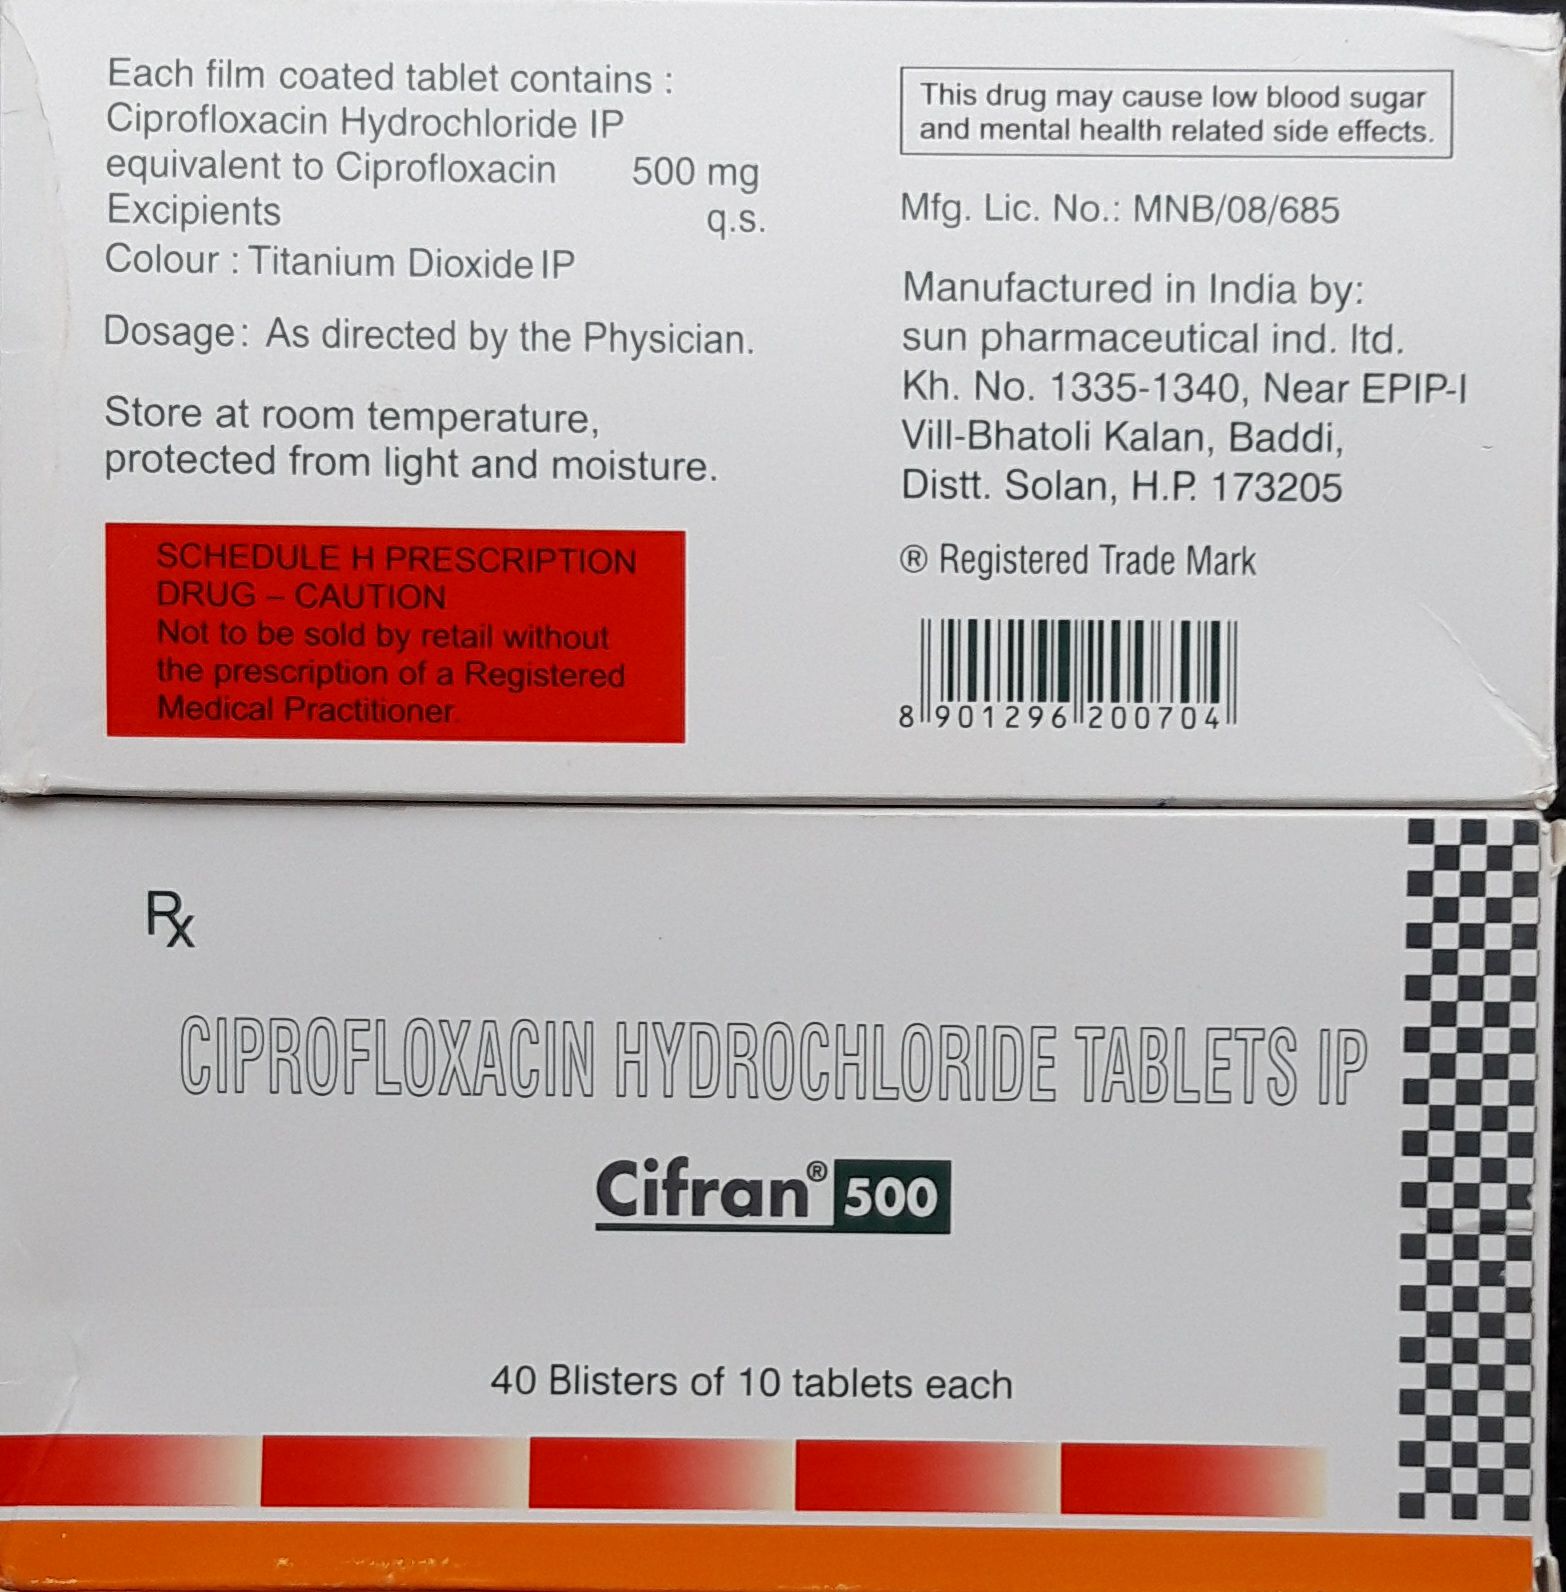 Each film coated tablet contains :
Ciprofloxacin Hydrochloride IP
equivalent to Ciprofloxacin 500 mg
Excipients q.s.
Colour : Titanium Dioxide IP
Dosage: As directed by the Physician.
Store at room temperature,
protected from light and moisture.
SCHEDULE H PRESCRIPTION
DRUG – CAUTION
Not to be sold by retail without
the prescription of a Registered
Medical Practitioner
This drug may cause low blood sugar
and mental health related side effects.
Mfg. Lic. No.: MNB/08/685
Manufactured in India by:
sun pharmaceutical ind. ltd.
Kh. No. 1335-1340, Near EPIP-I
Vill-Bhatoli Kalan, Baddi,
Distt. Solan, H.P. 173205
® Registered Trade Mark
8 901296 200704
Rx
CIPROFLOXACIN HYDROCHLORIDE TABLETS IP
Cifran® 500
40 Blisters of 10 tablets each